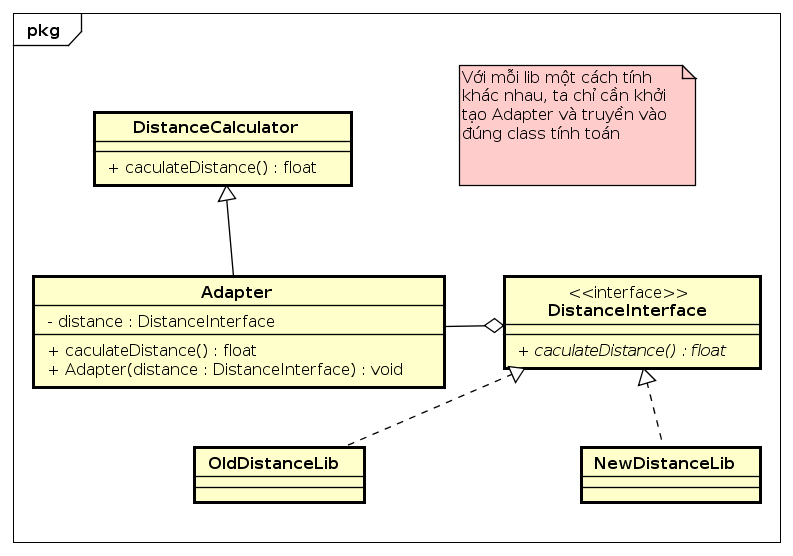 pkg
Với mỗi lib một cách tính
khác nhau, ta chỉ cần khởi
tạo Adapter và truyền vào
đúng class tính toán
DistanceCalculator
+ caculateDistance() : float
Adapter
- distance : DistanceInterface
+ caculateDistance() : float
+ Adapter(distance : DistanceInterface) : void
<<interface>>
DistanceInterface
+ caculateDistance() : float
OldDistanceLib
NewDistanceLib